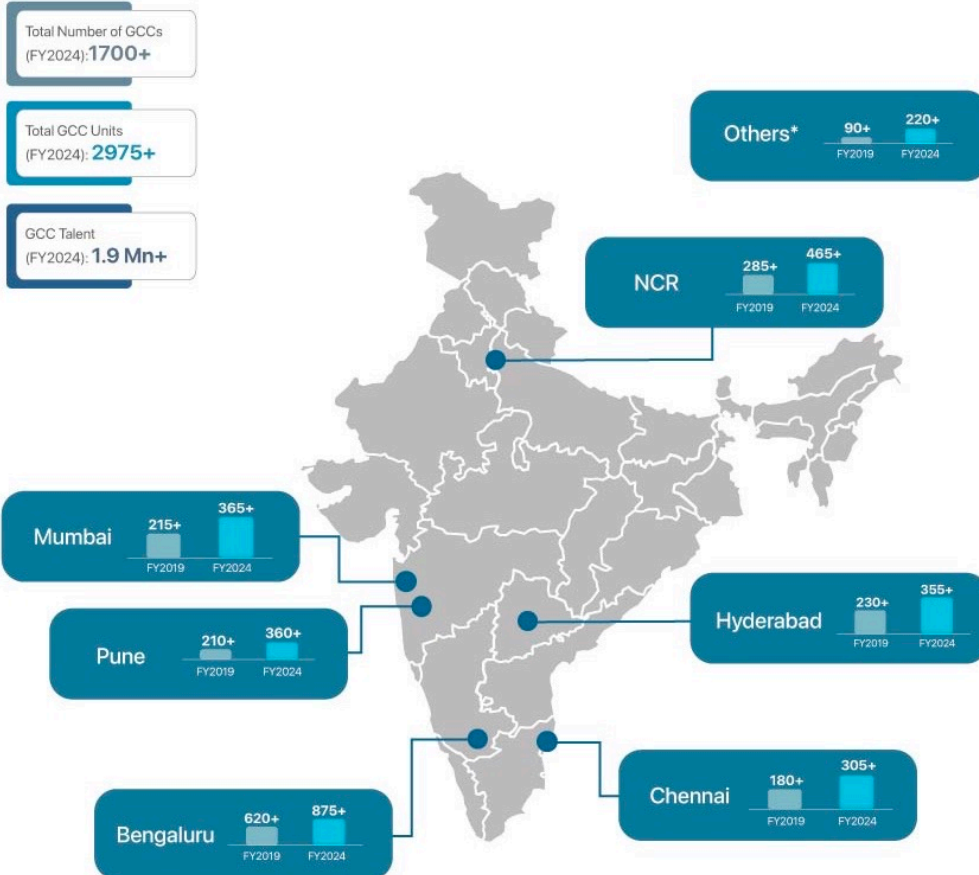 Total Number of GCCs
(FY2024):1700+
Total GCC Units
(FY2024): 2975+
GCC Talent
(FY2024): 1.9 Mn+
Others*
90+
220+
FY2019
FY2024
NCR
285+
465+
FY2019
FY2024
Mumbai
215+
365+
FY2019
FY2024
Pune
210+
360+
FY2019
FY2024
Hyderabad
230+
355+
FY2019
FY2024
Chennai
180+
305+
FY2019
FY2024
Bengaluru
620+
875+
FY2019
FY2024